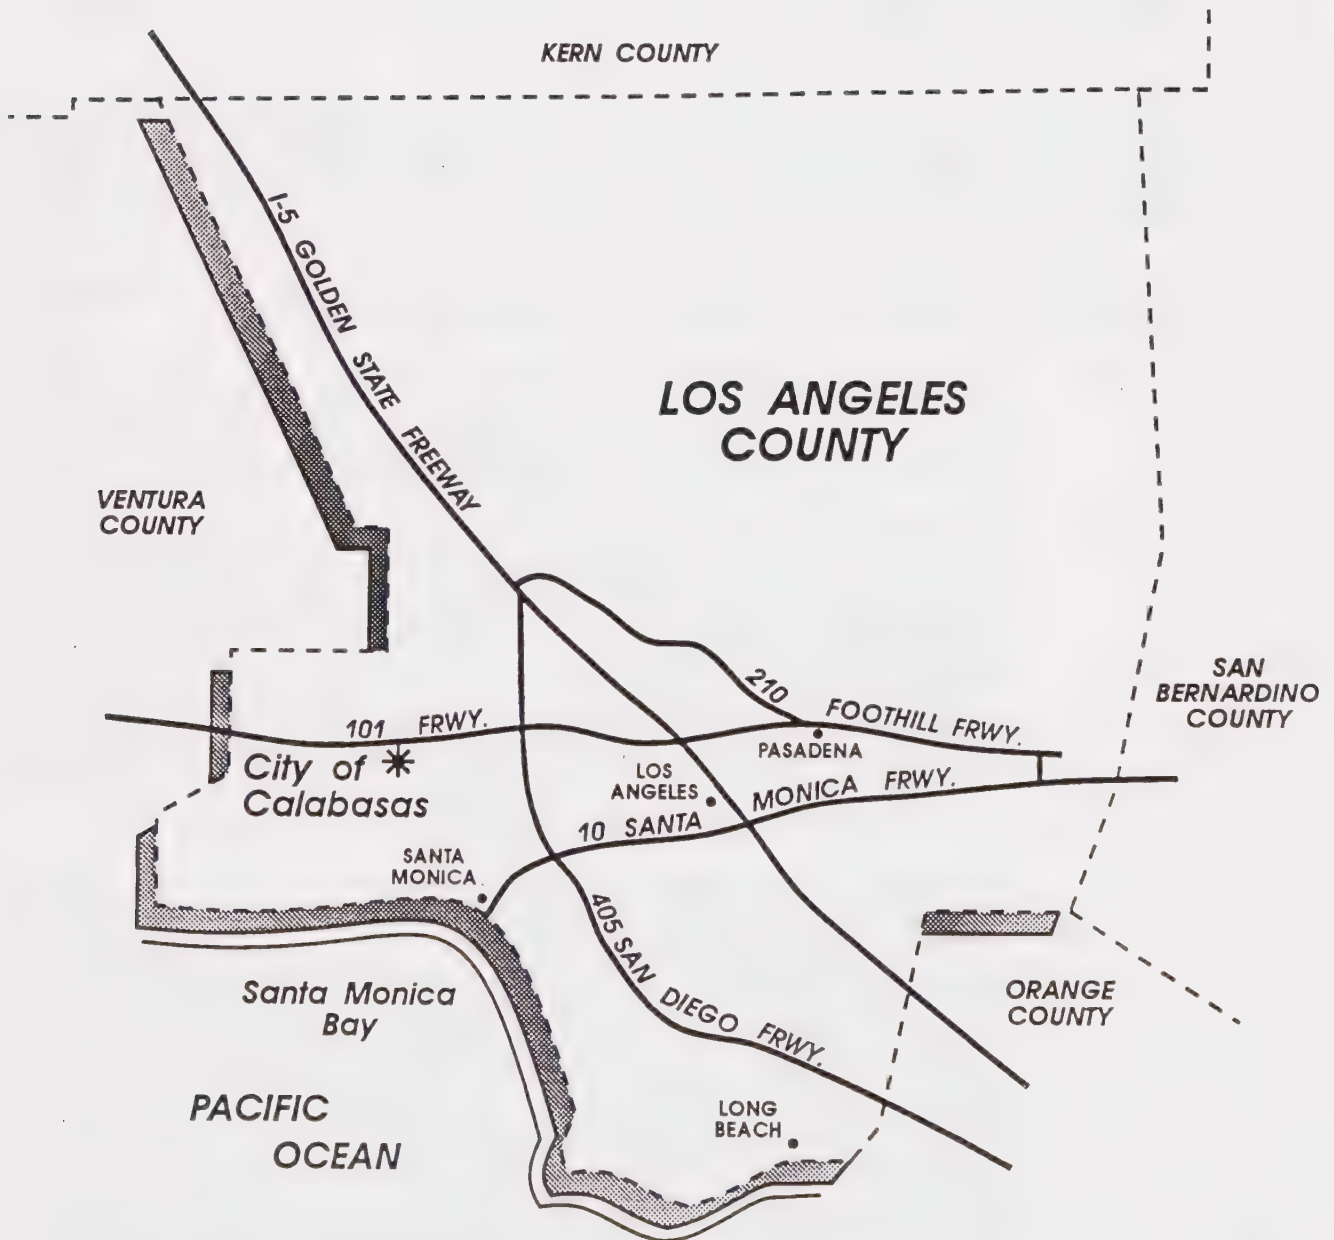 KERN COUNTY
I-5 GOLDEN STATE FREEWAY
LOS ANGELES
COUNTY
VENTURA
COUNTY
SAN
BERNARDINO
COUNTY
210
FOOTHILL FRWY.
101 FRWY.
PASADENA
City of
Calabasas
LOS
ANGELES
10 SANTA MONICA FRWY.
SANTA
MONICA
405 SAN DIEGO FRWY.
Santa Monica
Bay
ORANGE
COUNTY
PACIFIC
OCEAN
LONG
BEACH